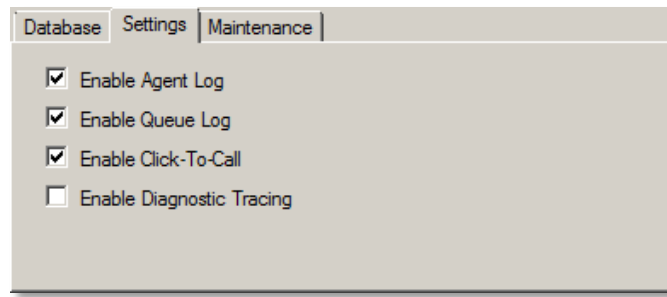 Database Settings Maintenance
Enable Agent Log
Enable Queue Log
Enable Click-To-Call
Enable Diagnostic Tracing